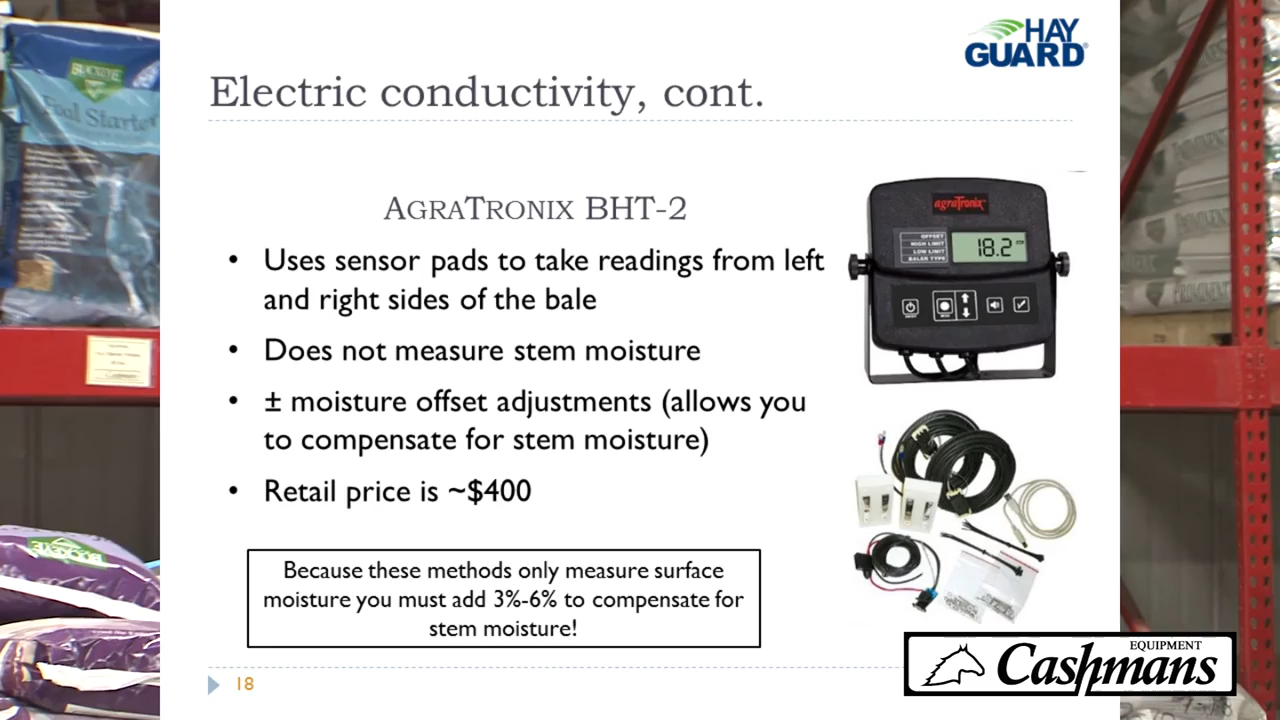 HAY
GUARD®
Electric conductivity, cont.
AGRATRONIX BHT-2
• Uses sensor pads to take readings from left
and right sides of the bale
• Does not measure stem moisture
• ± moisture offset adjustments (allows you
to compensate for stem moisture)
• Retail price is ~$400
agraTronix
OFFSET
HIGH LIMIT
LOW LIMIT
BALER TYPE
18.2
Because these methods only measure surface
moisture you must add 3%-6% to compensate for
stem moisture!
18
EQUIPMENT
Cashmans
BUCKEYE
Foal Starter
Cashmans
BUCKEYE